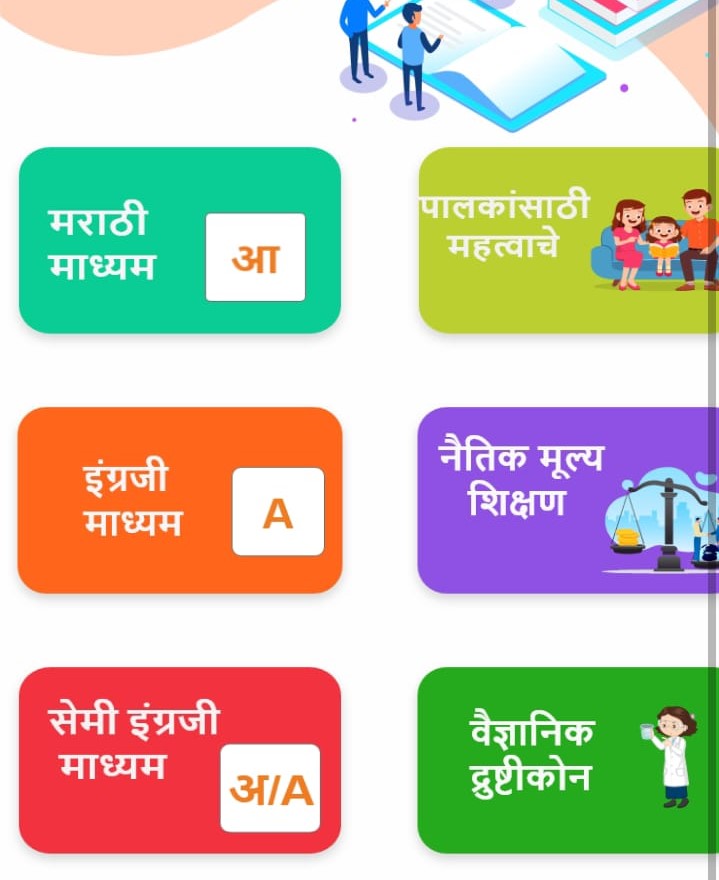 मराठी
माध्यम
आ
पालकांसाठी
महत्वाचे
इंग्रजी
माध्यम
A
नैतिक मूल्य
शिक्षण
सेमी इंग्रजी
माध्यम
अ/A
वैज्ञानिक
द्रुष्टीकोन